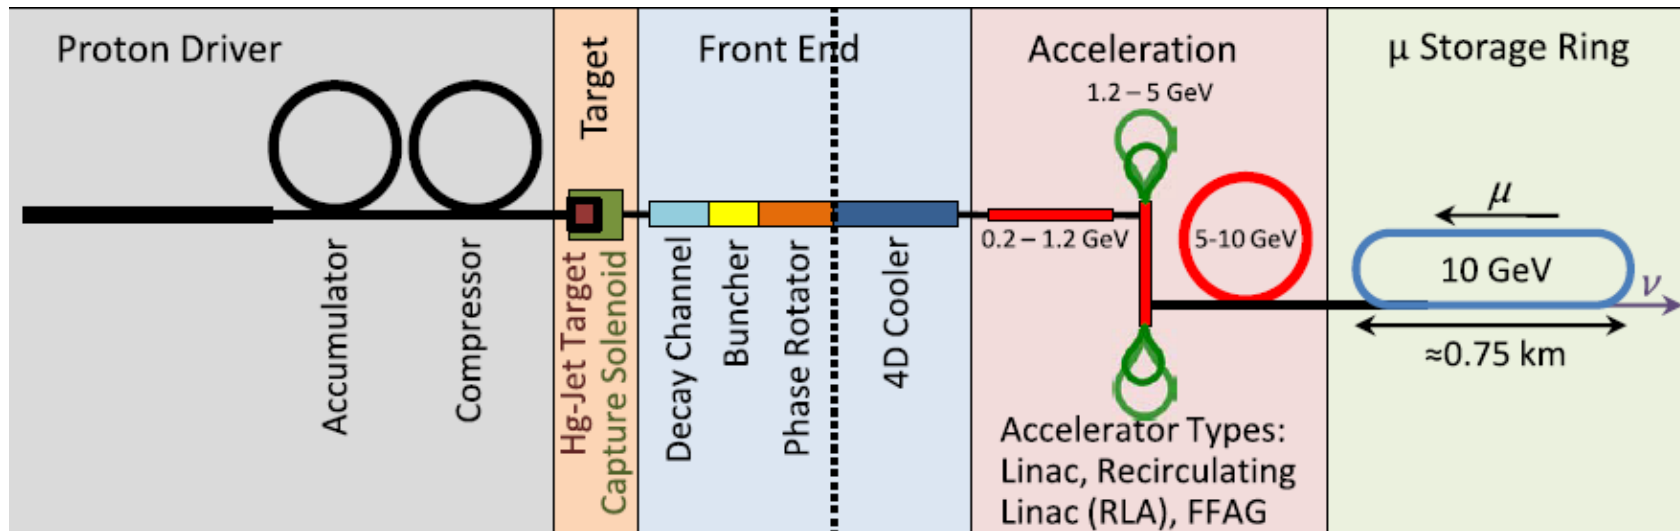 Proton Driver
Accumulator
Compressor
Target
Hg-Jet Target
Capture Solenoid
Front End
Decay Channel
Buncher
Phase Rotator
4D Cooler
Acceleration
1.2 – 5 GeV
0.2 – 1.2 GeV
5-10 GeV
Accelerator Types:
Linac, Recirculating
Linac (RLA), FFAG
μ Storage Ring
μ
10 GeV
ν
≈0.75 km